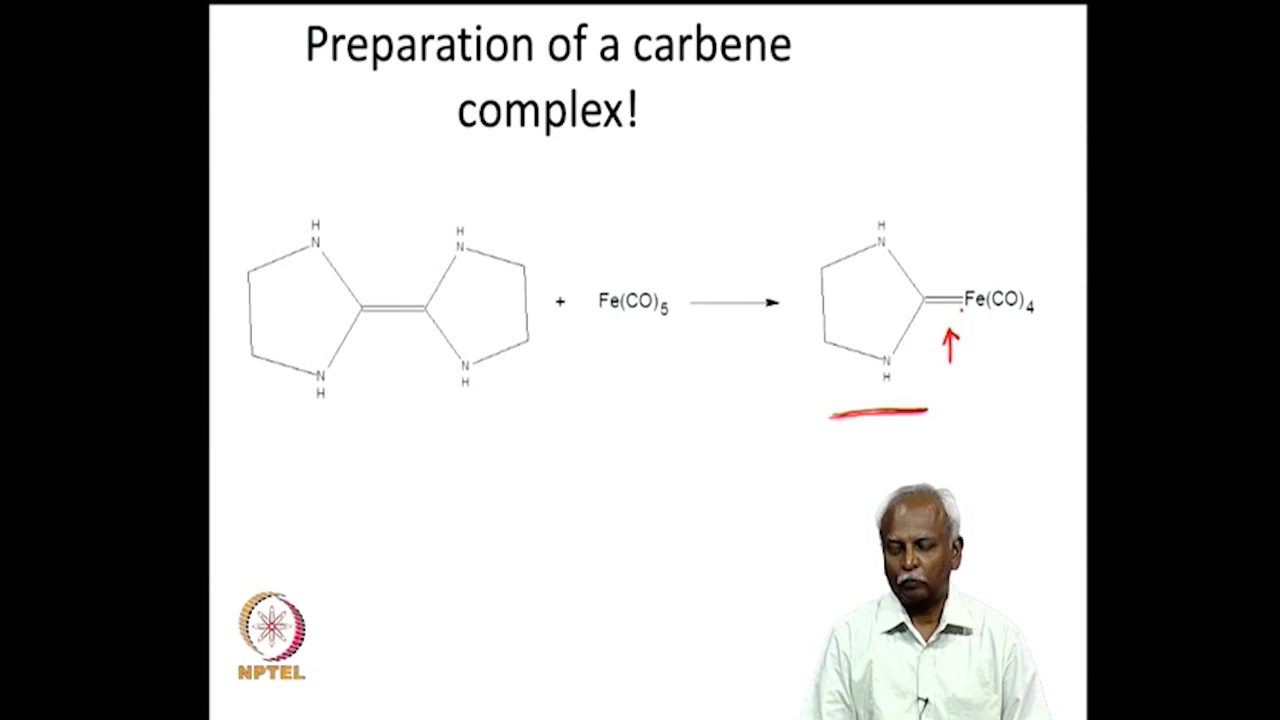 Preparation of a carbene
complex!
H
N
H
N
N
H
N
H
+
Fe(CO)5
H
N
Fe(CO)4
N
H
NPTEL